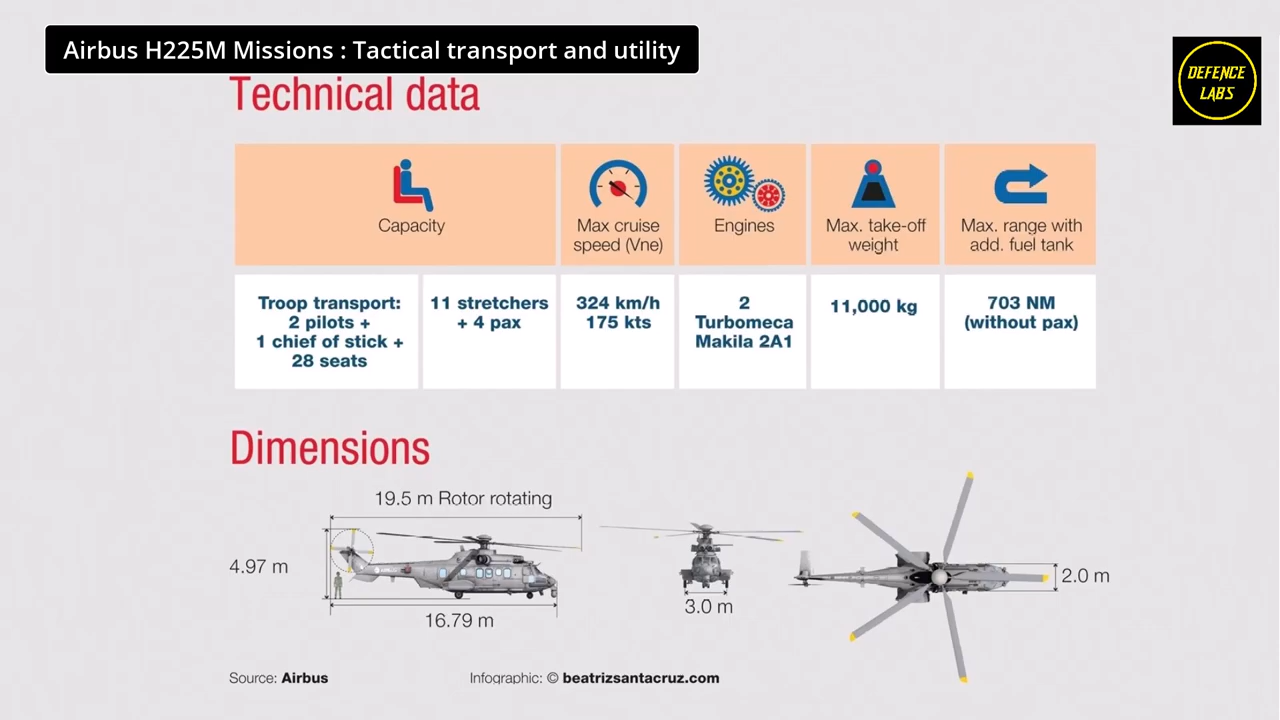 Airbus H225M Missions : Tactical transport and utility
DEFENCE
LABS
Technical data
Capacity
Max cruise
speed (Vne)
Engines
Max. take-off
weight
Max. range with
add. fuel tank
Troop transport:
2 pilots +
1 chief of stick +
28 seats
11 stretchers
+ 4 pax
324 km/h
175 kts
2
Turbomeca
Makila 2A1
11,000 kg
703 NM
(without pax)
Dimensions
19.5 m Rotor rotating
4.97 m
16.79 m
3.0 m
2.0 m
Source: Airbus
Infographic: © beatrizsantacruz.com